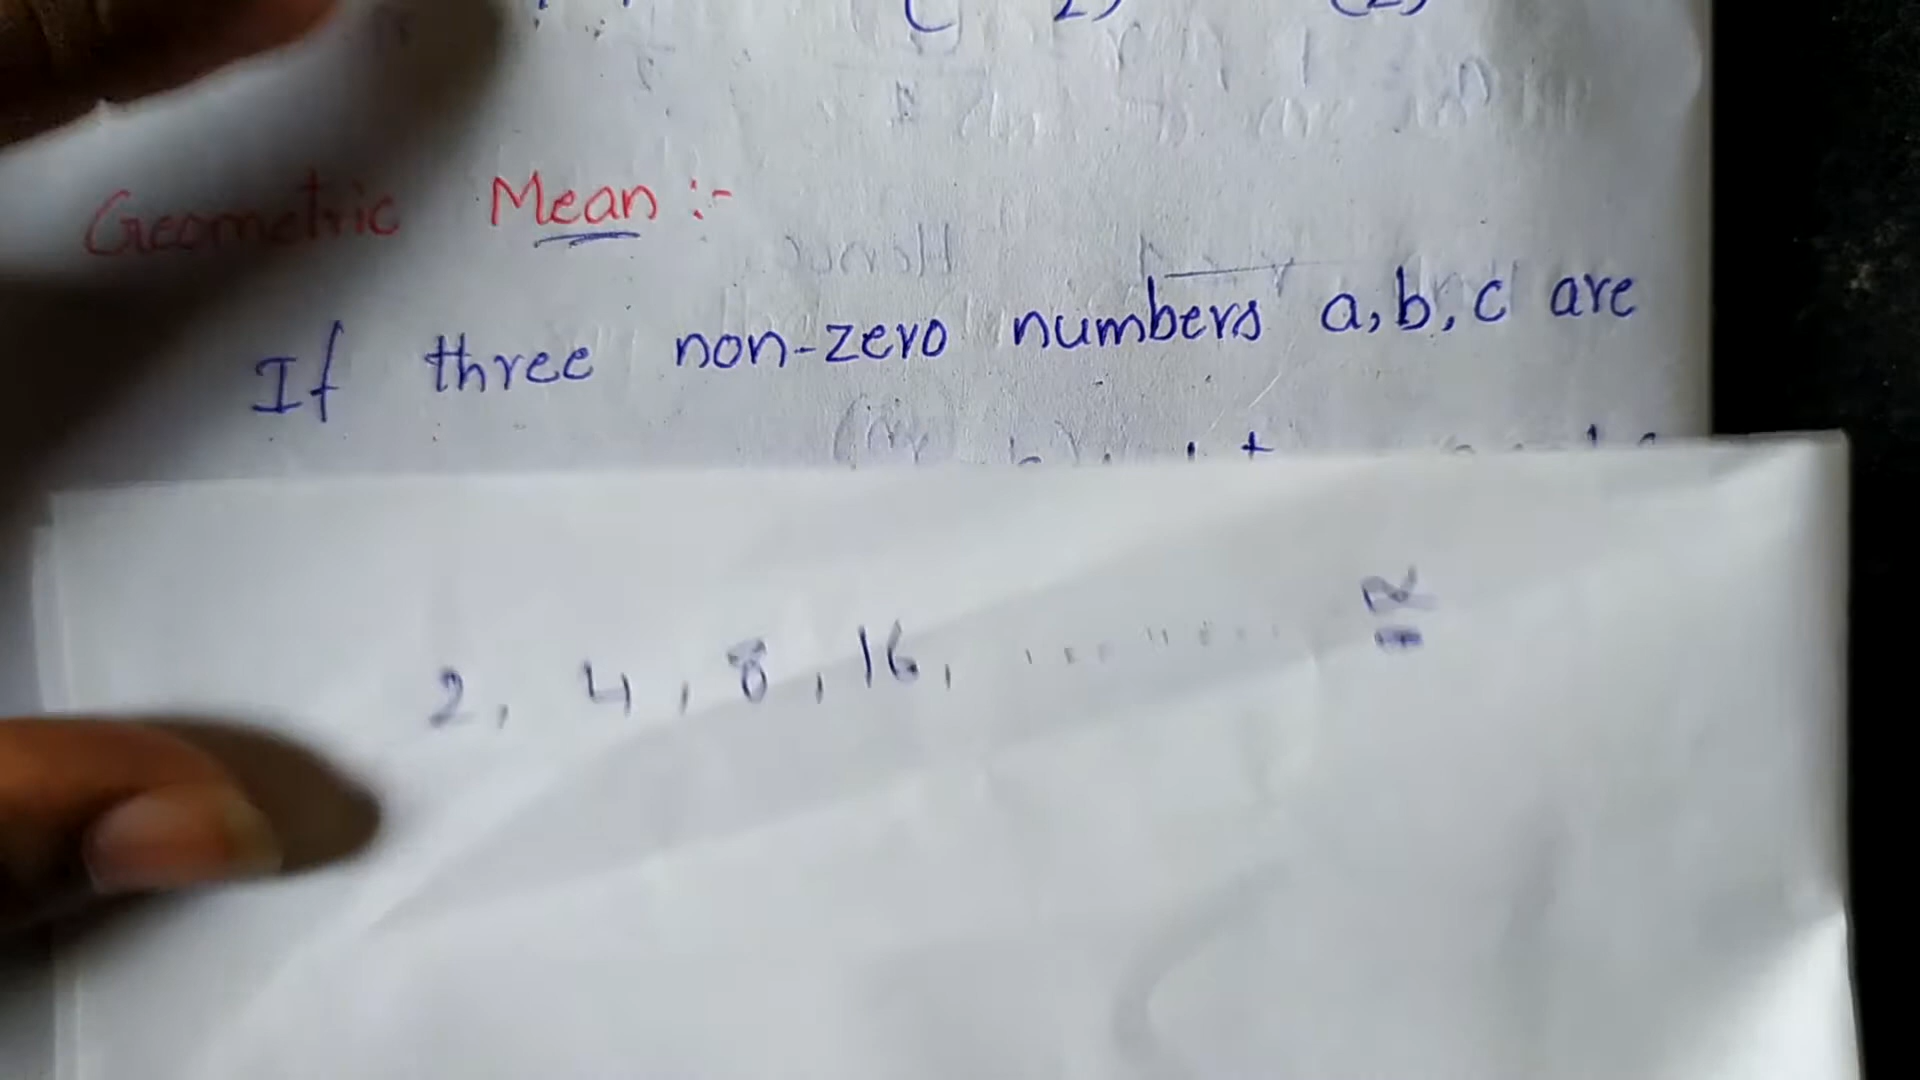 Geometric Mean :-
If three non-zero numbers a, b, c are
2, 4, 8, 16, ..........